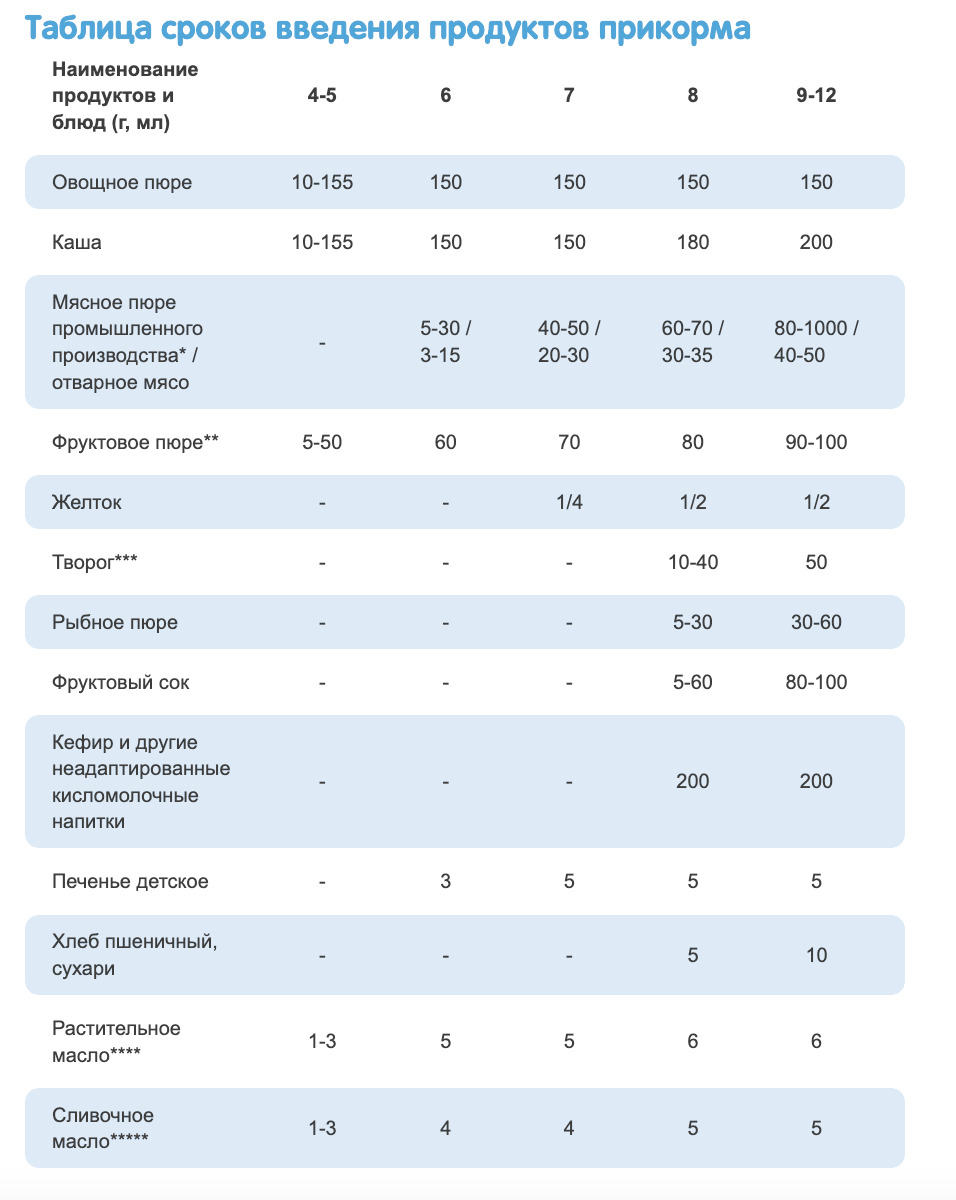 Таблица сроков введения продуктов прикорма
Наименование
продуктов и
блюд (г, мл)
4-5 6 7 8 9-12
Овощное пюре 10-155 150 150 150 150
Каша 10-155 150 150 180 200
Мясное пюре
промышленного
производства* /
отварное мясо
- 5-30 / 40-50 / 60-70 / 80-1000 /
3-15 20-30 30-35 40-50
Фруктовое пюре** 5-50 60 70 80 90-100
Желток - - 1/4 1/2 1/2
Творог*** - - - 10-40 50
Рыбное пюре - - - 5-30 30-60
Фруктовый сок - - - 5-60 80-100
Кефир и другие
неадаптированные
кисломолочные
напитки
- - - 200 200
Печенье детское - 3 5 5 5
Хлеб пшеничный,
сухари
- - - 5 10
Растительное
масло****
1-3 5 5 6 6
Сливочное
масло*****
1-3 4 4 5 5